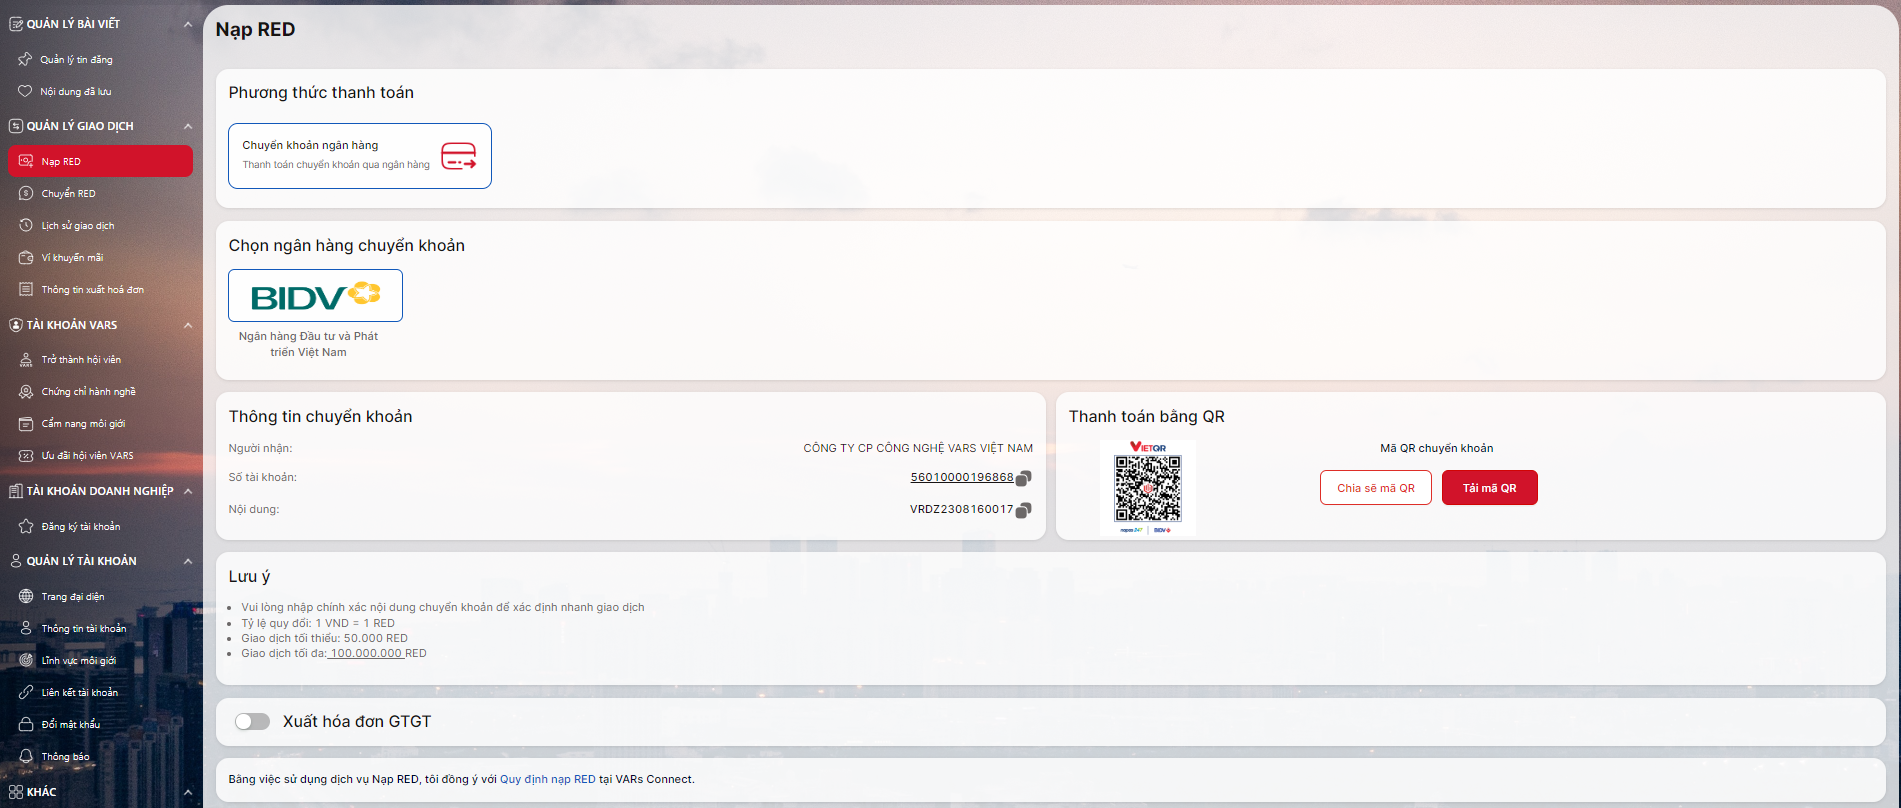 QUẢN LÝ BÀI VIẾT
Quản lý tin đăng
Nội dung đã lưu
QUẢN LÝ GIAO DỊCH
Nạp RED
Chuyển RED
Lịch sử giao dịch
Ví khuyến mãi
Thông tin xuất hoá đơn
TÀI KHOẢN VARS
Trở thành hội viên
Chứng chỉ hành nghề
Cẩm nang môi giới
Ưu đãi hội viên VARS
TÀI KHOẢN DOANH NGHIỆP
Đăng ký tài khoản
QUẢN LÝ TÀI KHOẢN
Trang đại diện
Thông tin tài khoản
Lĩnh vực môi giới
Liên kết tài khoản
Đổi mật khẩu
Thông báo
KHÁC
Nạp RED
Phương thức thanh toán
Chuyển khoản ngân hàng
Thanh toán chuyển khoản qua ngân hàng
Chọn ngân hàng chuyển khoản
BIDV
Ngân hàng Đầu tư và Phát
triển Việt Nam
Thông tin chuyển khoản
Người nhận: CÔNG TY CP CÔNG NGHỆ VARS VIỆT NAM
Số tài khoản: 56010000196868
Nội dung: VRDZ2308160017
Thanh toán bằng QR
VIETQR
napas 247 | BIDV
Mã QR chuyển khoản
Chia sẽ mã QR
Tải mã QR
Lưu ý
Vui lòng nhập chính xác nội dung chuyển khoản để xác định nhanh giao dịch
Tỷ lệ quy đổi: 1 VND = 1 RED
Giao dịch tối thiểu: 50.000 RED
Giao dịch tối đa: 100.000.000 RED
Xuất hóa đơn GTGT
Bằng việc sử dụng dịch vụ Nạp RED, tôi đồng ý với Quy định nạp RED tại VARs Connect.